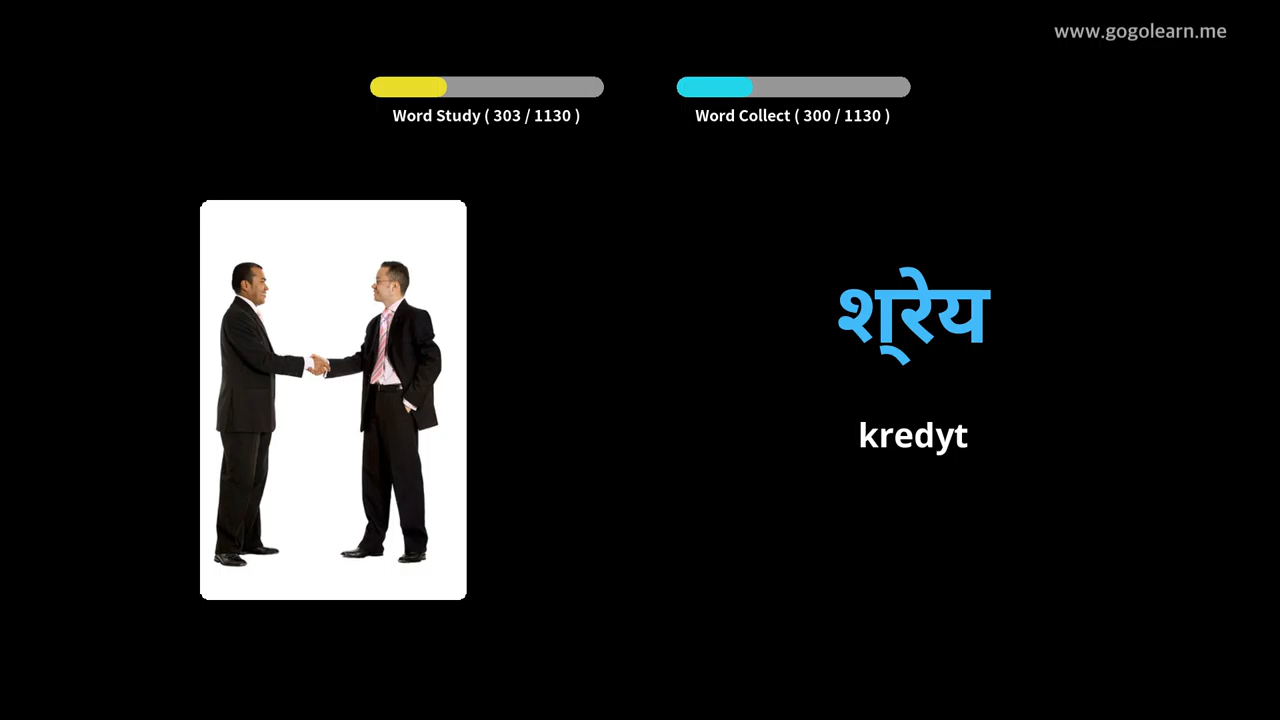 www.gogolearn.me
Word Study ( 303 / 1130 )
Word Collect ( 300 / 1130 )
श्रेय
kredyt